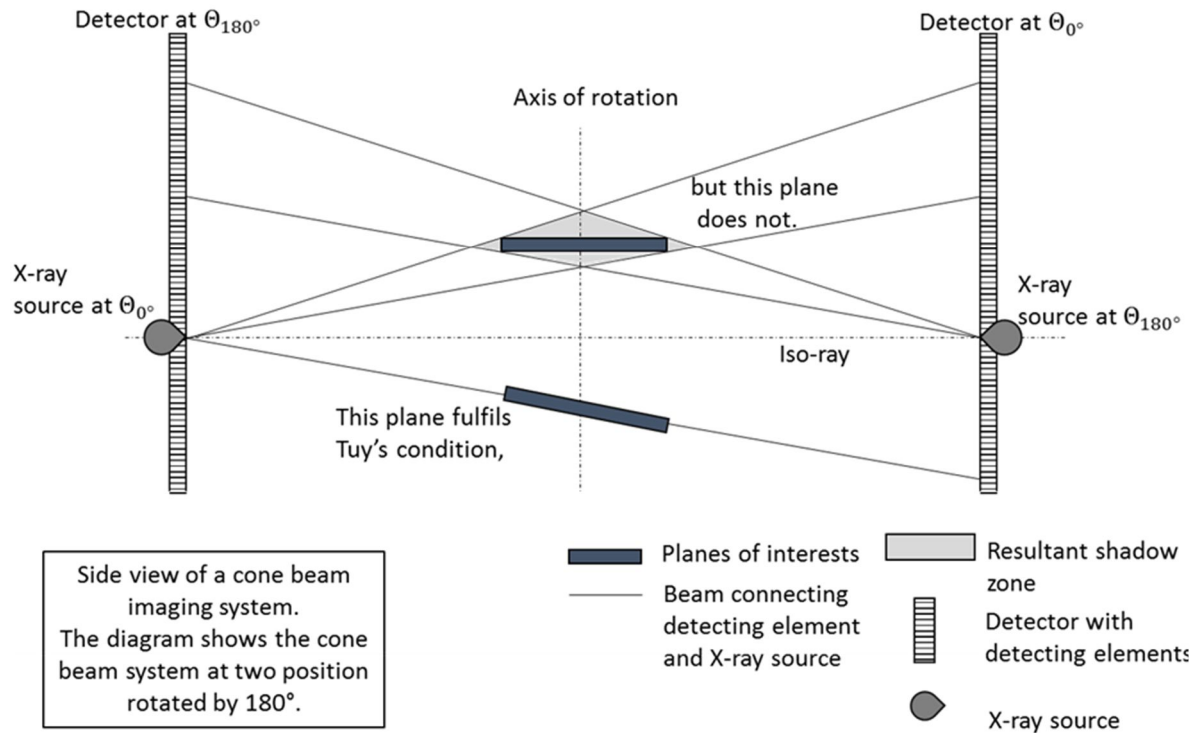 Detector at Θ180°
Detector at Θ0°
Axis of rotation
but this plane
does not.
X-ray
source at Θ0°
X-ray
source at Θ180°
Iso-ray
This plane fulfils
Tuy's condition,
Side view of a cone beam
imaging system.
The diagram shows the cone
beam system at two position
rotated by 180°.
Planes of interests
Beam connecting
detecting element
and X-ray source
Resultant shadow
zone
Detector with
detecting elements
X-ray source